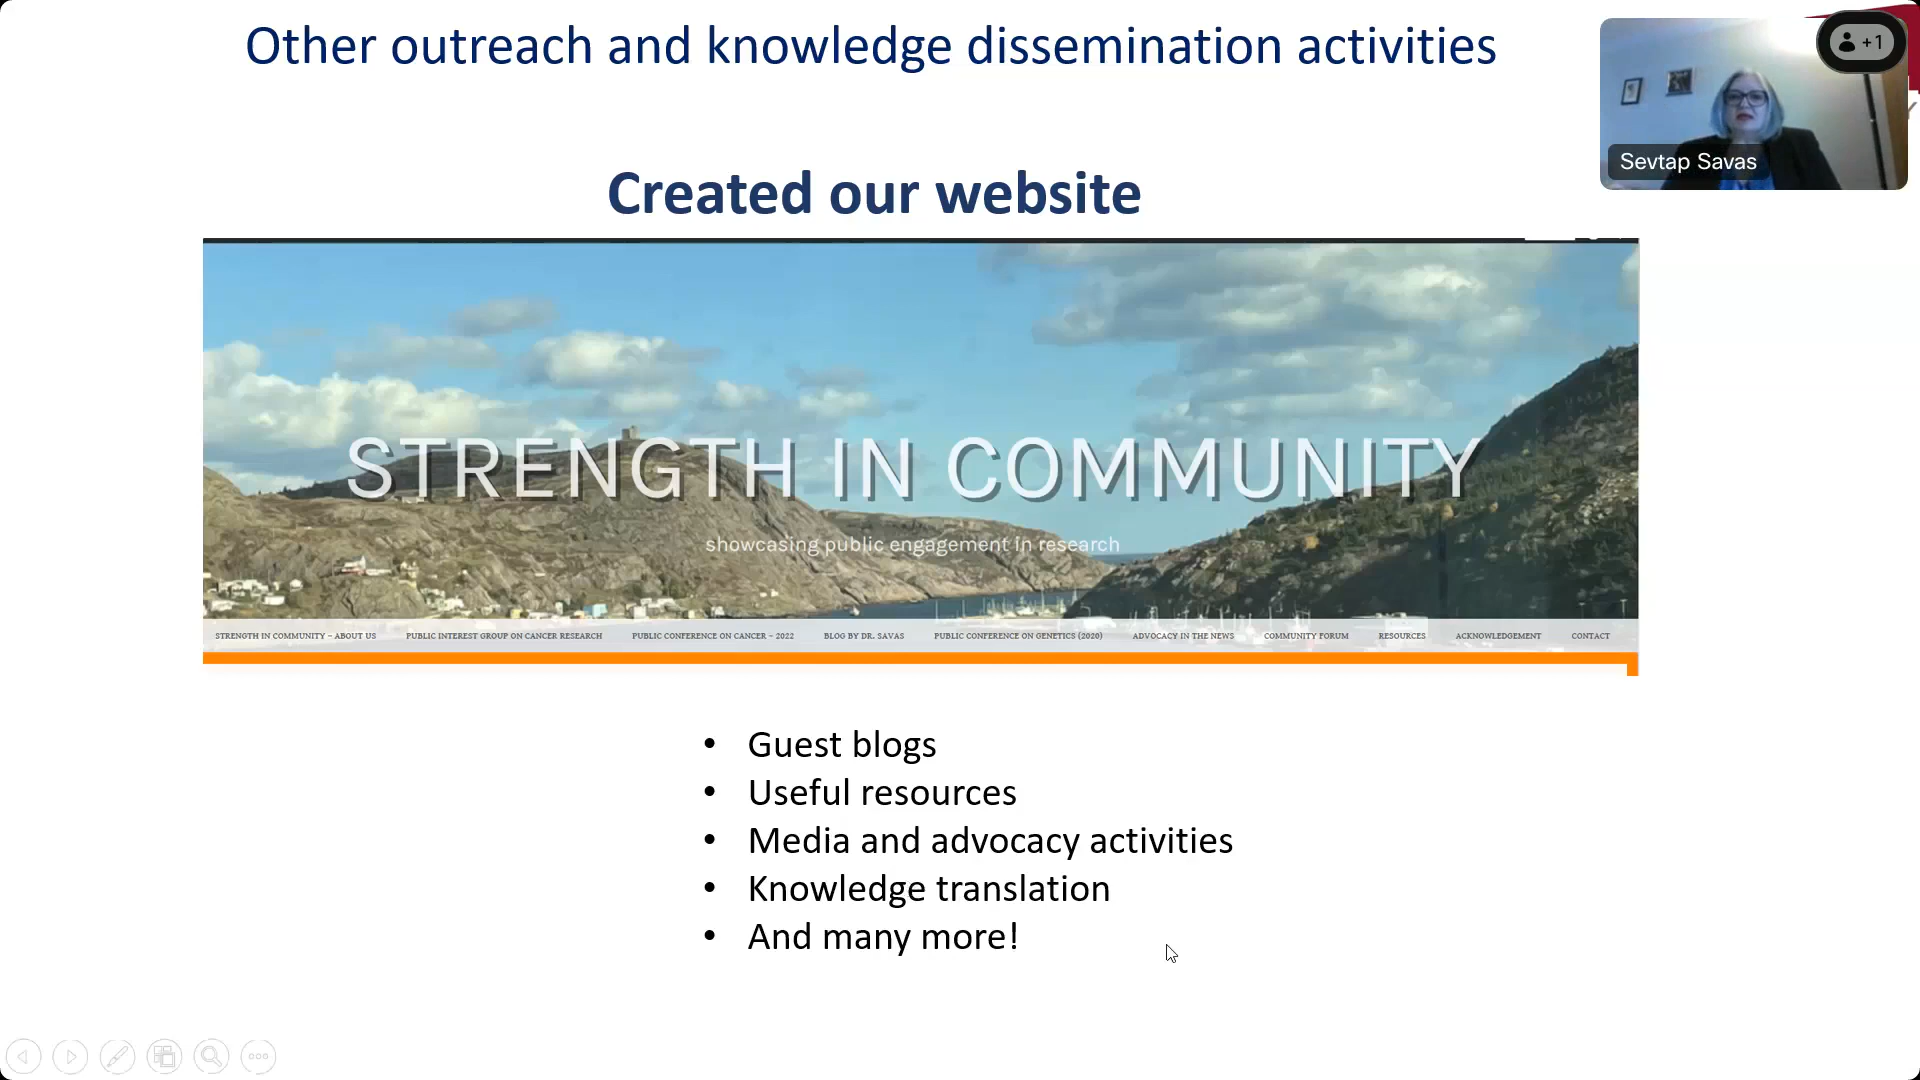 Other outreach and knowledge dissemination activities
+1
Sevtap Savas
Created our website
STRENGTH IN COMMUNITY
showcasing public engagement in research
STRENGTH IN COMMUNITY – ABOUT US PUBLIC INTEREST GROUP ON CANCER RESEARCH PUBLIC CONFERENCE ON CANCER – 2022 BLOG BY DR. SAVAS PUBLIC CONFERENCE ON GENETICS (2020) ADVOCACY IN THE NEWS COMMUNITY FORUM RESOURCES ACKNOWLEDGEMENT CONTACT
• Guest blogs
• Useful resources
• Media and advocacy activities
• Knowledge translation
• And many more!